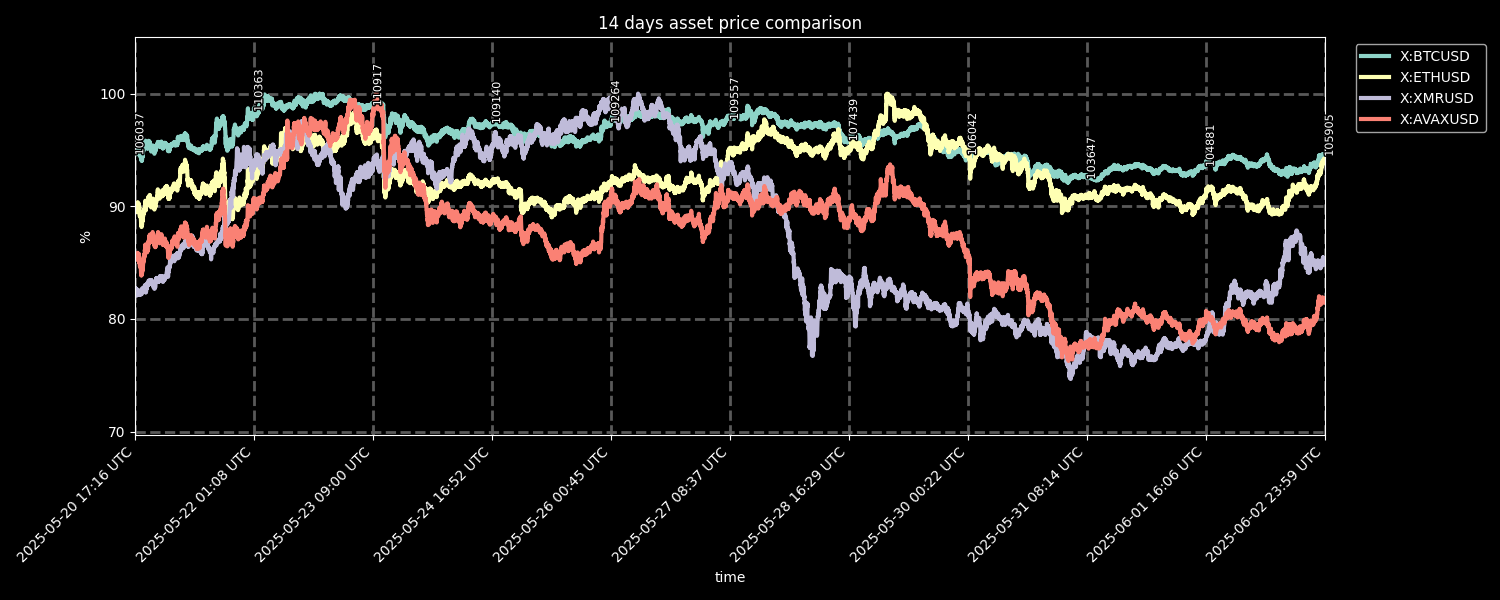 14 days asset price comparison
X:BTCUSD
X:ETHUSD
X:XMRUSD
X:AVAXUSD
100
90
80
70
%
106037
110363
110917
109140
109264
109557
107439
106042
103647
104881
105905
2025-05-20 17:16 UTC
2025-05-22 01:08 UTC
2025-05-23 09:00 UTC
2025-05-24 16:52 UTC
2025-05-26 00:45 UTC
2025-05-27 08:37 UTC
2025-05-28 16:29 UTC
2025-05-30 00:22 UTC
2025-05-31 08:14 UTC
2025-06-01 16:06 UTC
2025-06-02 23:59 UTC
time